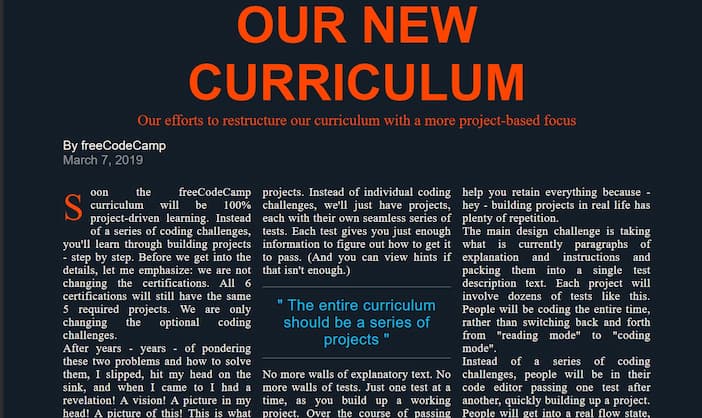 OUR NEW
CURRICULUM
Our efforts to restructure our curriculum with a more project-based focus
By freeCodeCamp
March 7, 2019
Soon the freeCodeCamp
curriculum will be 100%
project-driven learning. Instead
of a series of coding challenges,
you'll learn through building projects
- step by step. Before we get into the
details, let me emphasize: we are not
changing the certifications. All 6
certifications will still have the same
5 required projects. We are only
changing the optional coding
challenges.
After years - years - of pondering
these two problems and how to solve
them, I slipped, hit my head on the
sink, and when I came to I had a
revelation! A vision! A picture in my
head! A picture of this! This is what
projects. Instead of individual coding
challenges, we'll just have projects,
each with their own seamless series of
tests. Each test gives you just enough
information to figure out how to get it
to pass. (And you can view hints if
that isn't enough.)
" The entire curriculum
should be a series of
projects "
No more walls of explanatory text. No
more walls of tests. Just one test at a
time, as you build up a working
project. Over the course of passing
help you retain everything because -
hey - building projects in real life has
plenty of repetition.
The main design challenge is taking
what is currently paragraphs of
explanation and instructions and
packing them into a single test
description text. Each project will
involve dozens of tests like this.
People will be coding the entire time,
rather than switching back and forth
from "reading mode" to "coding
mode".
Instead of a series of coding
challenges, people will be in their
code editor passing one test after
another, quickly building up a project.
People will get into a real flow state,